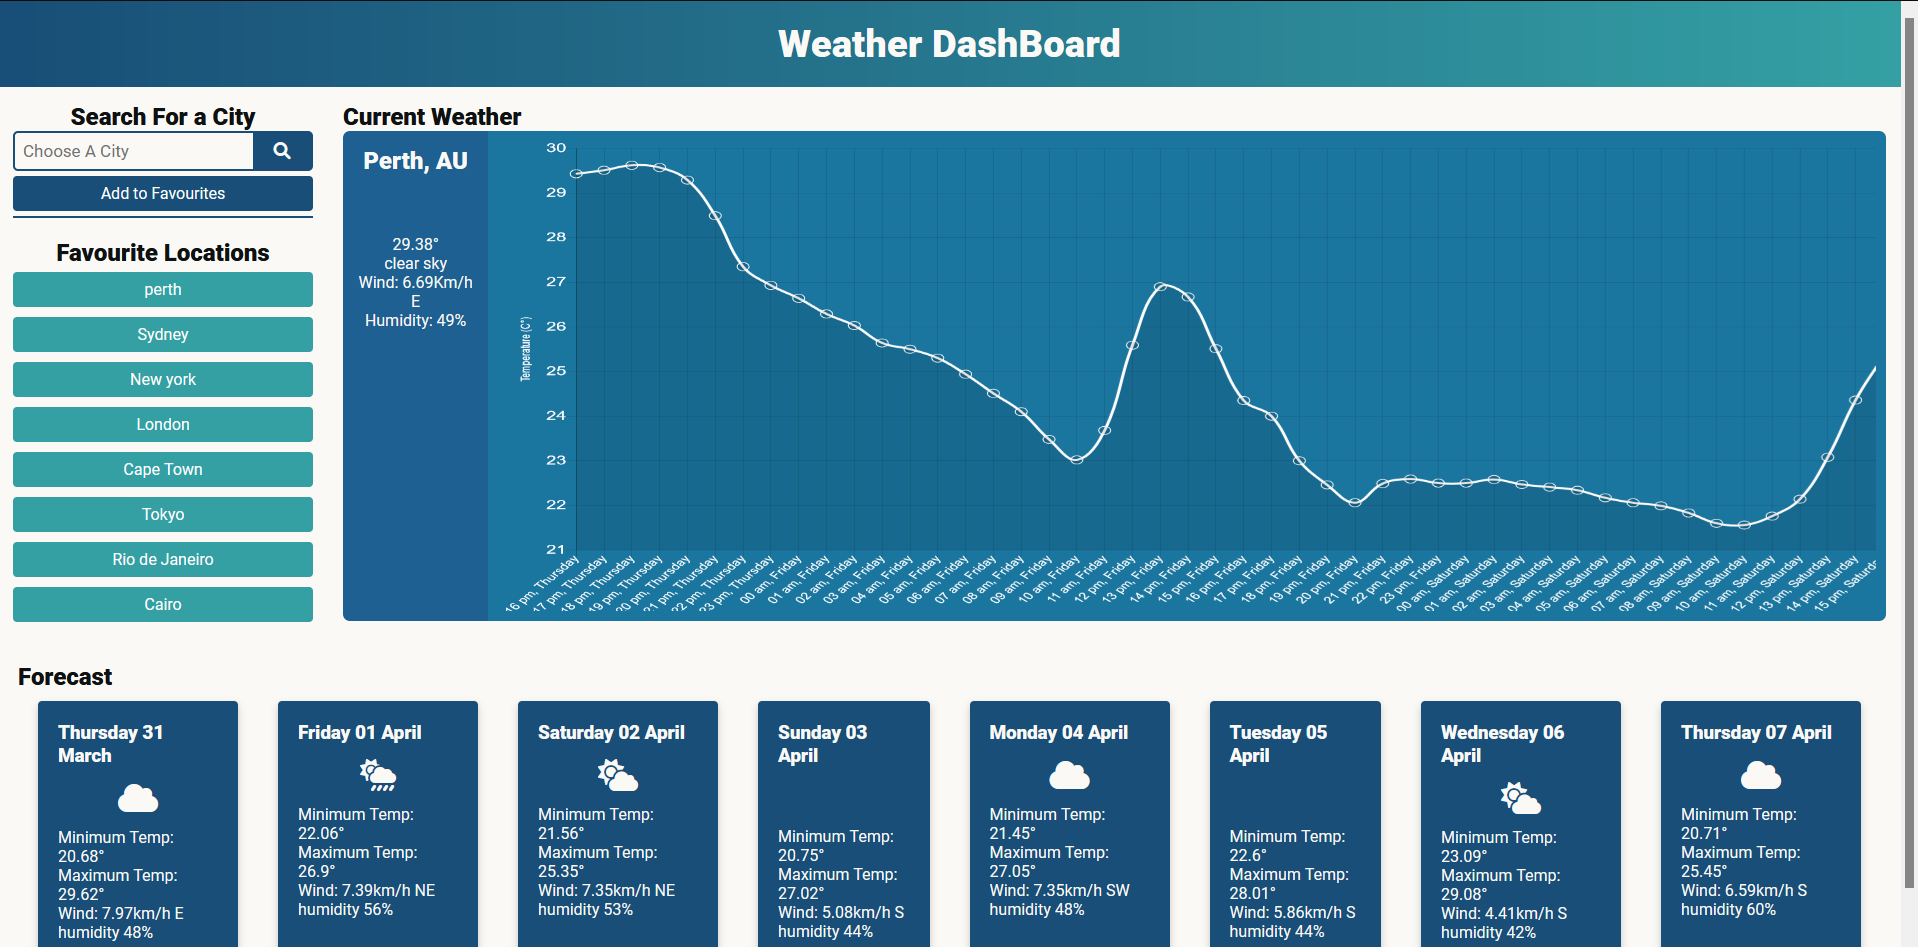 Weather DashBoard
Search For a City
Choose A City
Add to Favourites
Favourite Locations
perth
Sydney
New york
London
Cape Town
Tokyo
Rio de Janeiro
Cairo
Current Weather
Perth, AU
29.38°
clear sky
Wind: 6.69Km/h
E
Humidity: 49%
Temperature (C°)
30
29
28
27
26
25
24
23
22
21
16 pm, Thursday
17 pm, Thursday
18 pm, Thursday
19 pm, Thursday
20 pm, Thursday
21 pm, Thursday
22 pm, Thursday
23 pm, Thursday
00 am, Friday
01 am, Friday
02 am, Friday
03 am, Friday
04 am, Friday
05 am, Friday
06 am, Friday
07 am, Friday
08 am, Friday
09 am, Friday
10 am, Friday
11 am, Friday
12 pm, Friday
13 pm, Friday
14 pm, Friday
15 pm, Friday
16 pm, Friday
17 pm, Friday
18 pm, Friday
19 pm, Friday
20 pm, Friday
21 pm, Friday
22 pm, Friday
23 pm, Friday
00 am, Saturday
01 am, Saturday
02 am, Saturday
03 am, Saturday
04 am, Saturday
05 am, Saturday
06 am, Saturday
07 am, Saturday
08 am, Saturday
09 am, Saturday
10 am, Saturday
11 am, Saturday
12 pm, Saturday
13 pm, Saturday
14 pm, Saturday
15 pm, Saturda
Forecast
Thursday 31
March
Minimum Temp:
20.68°
Maximum Temp:
29.62°
Wind: 7.97km/h E
humidity 48%
Friday 01 April
Minimum Temp:
22.06°
Maximum Temp:
26.9°
Wind: 7.39km/h NE
humidity 56%
Saturday 02 April
Minimum Temp:
21.56°
Maximum Temp:
25.35°
Wind: 7.35km/h NE
humidity 53%
Sunday 03
April
Minimum Temp:
20.75°
Maximum Temp:
27.02°
Wind: 5.08km/h S
humidity 44%
Monday 04 April
Minimum Temp:
21.45°
Maximum Temp:
27.05°
Wind: 7.35km/h SW
humidity 48%
Tuesday 05
April
Minimum Temp:
22.6°
Maximum Temp:
28.01°
Wind: 5.86km/h S
humidity 44%
Wednesday 06
April
Minimum Temp:
23.09°
Maximum Temp:
29.08°
Wind: 4.41km/h S
humidity 42%
Thursday 07 April
Minimum Temp:
20.71°
Maximum Temp:
25.45°
Wind: 6.59km/h S
humidity 60%